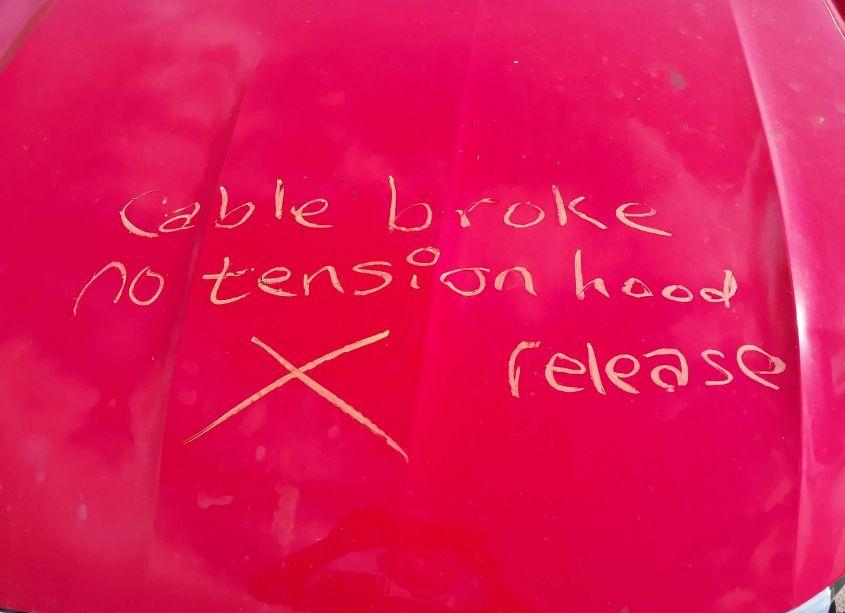 cable broke
no tension hood
X release